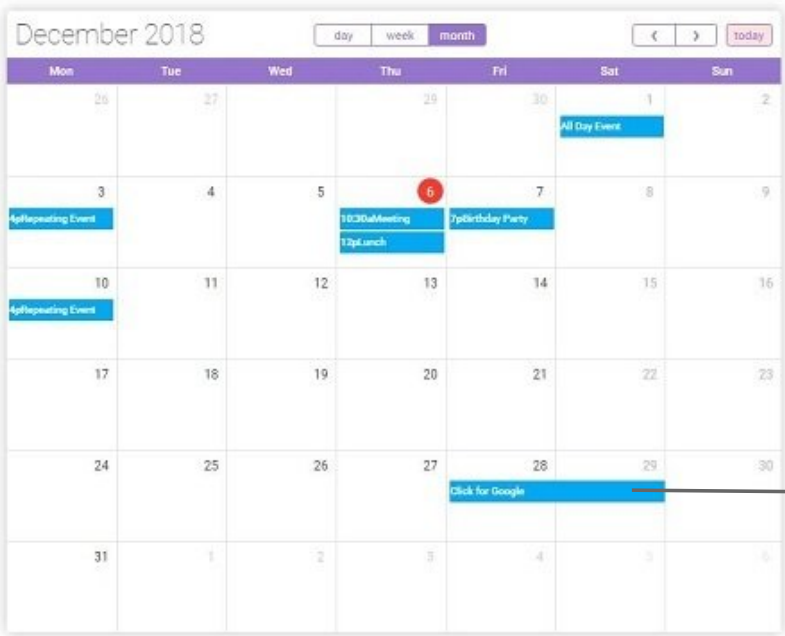 December 2018 day week month < > today
Mon Tue Wed Thu Fri Sat Sun
26 27 29 30 1 2
All Day Event
3 4 5 6 7 8 9
4pRepeating Event 10:30aMeeting 7pBirthday Party
12pLunch
10 11 12 13 14 15 16
4pRepeating Event
17 18 19 20 21 22 23
24 25 26 27 28 29 30
Click for Google
31 1 2 3 4 5 6